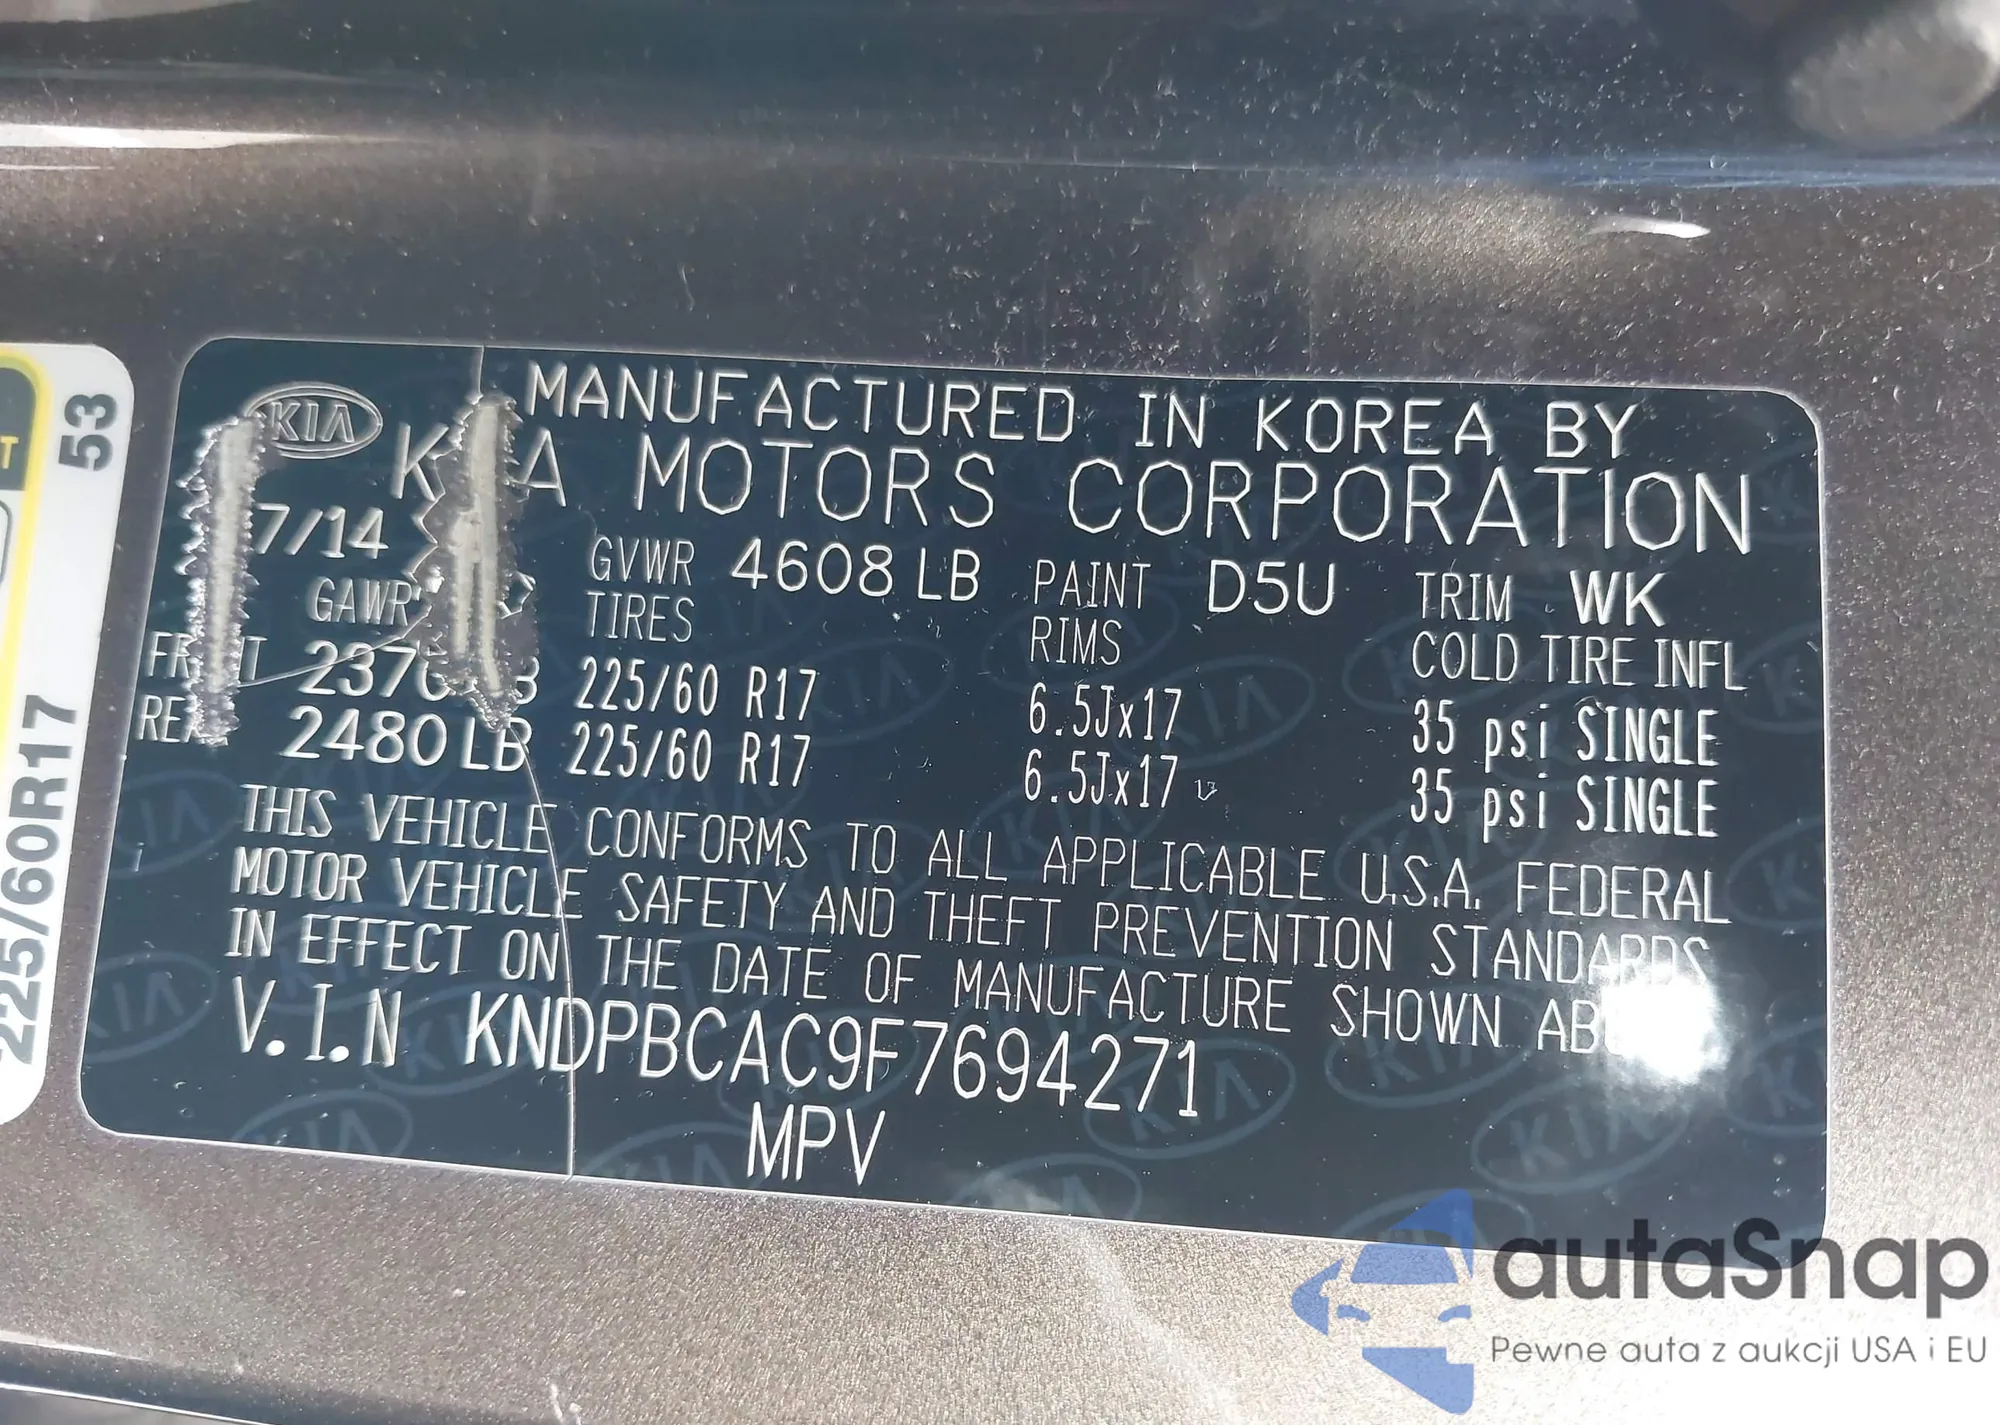 KIA
MANUFACTURED IN KOREA BY
MOTORS CORPORATION
7/14
GVWR 4608 LB PAINT D5U TRIM WK
GAWR TIRES RIMS COLD TIRE INFL
225/60 R17 6.5Jx17 35 psi SINGLE
2480 LB 225/60 R17 6.5Jx17 35 psi SINGLE
THIS VEHICLE CONFORMS TO ALL APPLICABLE U.S.A. FEDERAL
MOTOR VEHICLE SAFETY AND THEFT PREVENTION STANDARDS
IN EFFECT ON THE DATE OF MANUFACTURE SHOWN
V.I.N KNDPBCAC9F7694271
MPV
53
225/60R17
autaSnap
Pewne auta z aukcji USA i EU